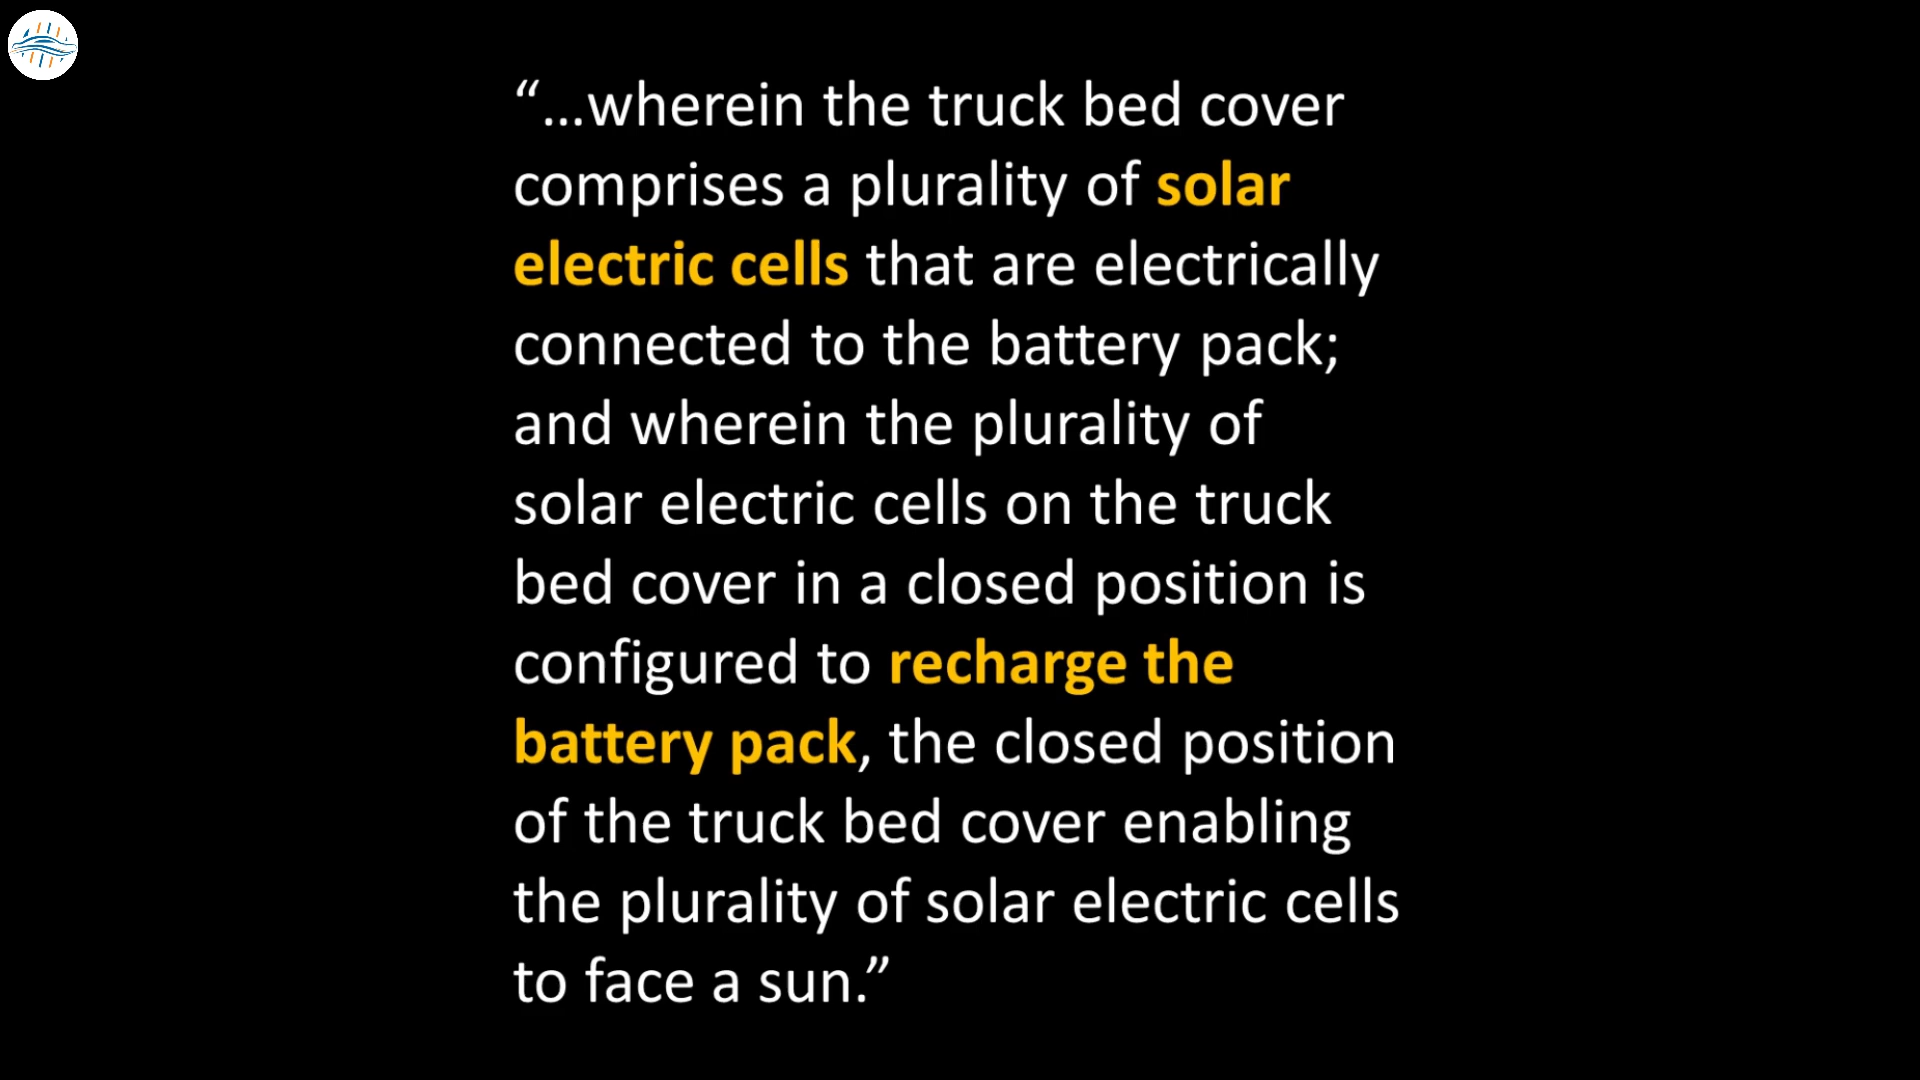 “...wherein the truck bed cover
comprises a plurality of solar
electric cells that are electrically
connected to the battery pack;
and wherein the plurality of
solar electric cells on the truck
bed cover in a closed position is
configured to recharge the
battery pack, the closed position
of the truck bed cover enabling
the plurality of solar electric cells
to face a sun.”